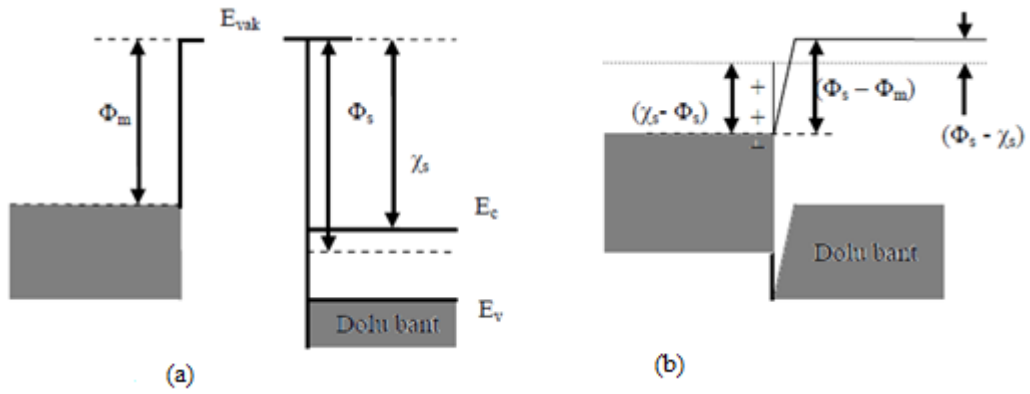 E_vak
Φ_m
Φ_s
χ_s
E_c
E_v
Dolu bant
(a)
+
+
(χ_s- Φ_s)
(Φ_s – Φ_m)
(Φ_s - χ_s)
Dolu bant
(b)